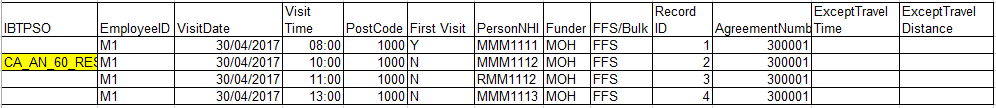 IBTPSO EmployeeID VisitDate Visit Time PostCode First Visit PersonNHI Funder FFS/Bulk Record ID AgreementNumb ExceptTravel Time ExceptTravel Distance
M1 30/04/2017 08:00 1000 Y MMM1111 MOH FFS 1 300001
CA_AN_60_RES M1 30/04/2017 10:00 1000 N MMM1112 MOH FFS 2 300001
M1 30/04/2017 11:00 1000 N RMM1112 MOH FFS 3 300001
M1 30/04/2017 13:00 1000 N MMM1113 MOH FFS 4 300001